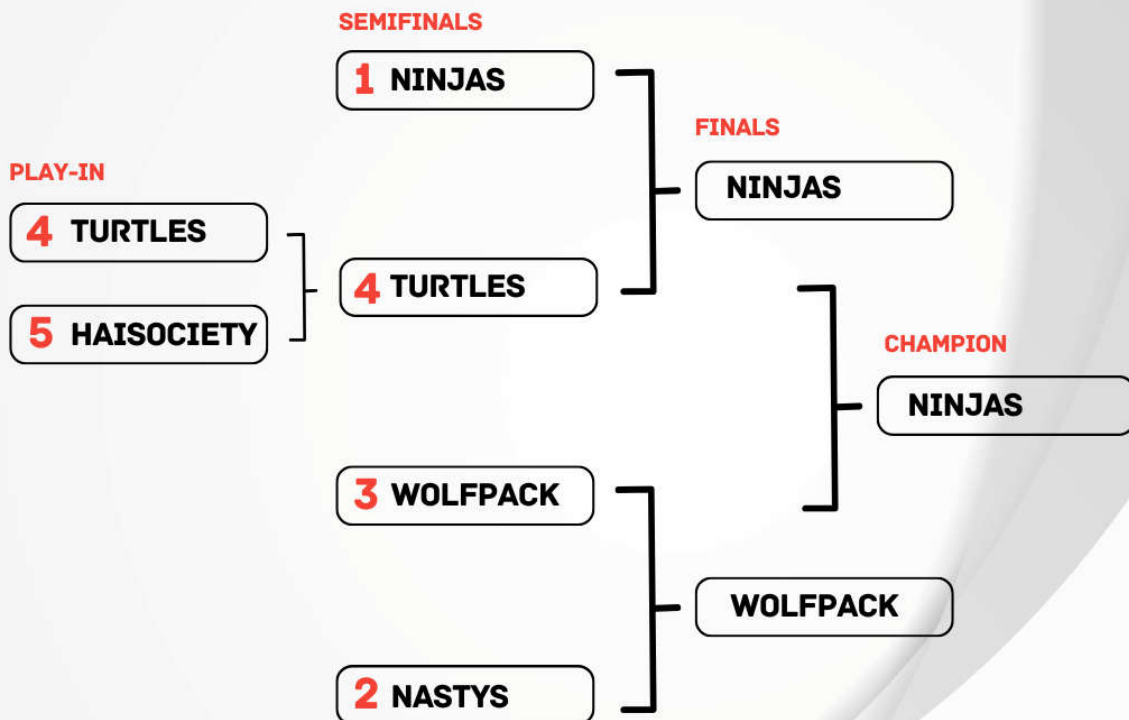 SEMIFINALS
1 NINJAS
FINALS
PLAY-IN
NINJAS
4 TURTLES
4 TURTLES
5 HAISOCIETY
CHAMPION
NINJAS
3 WOLFPACK
WOLFPACK
2 NASTYS